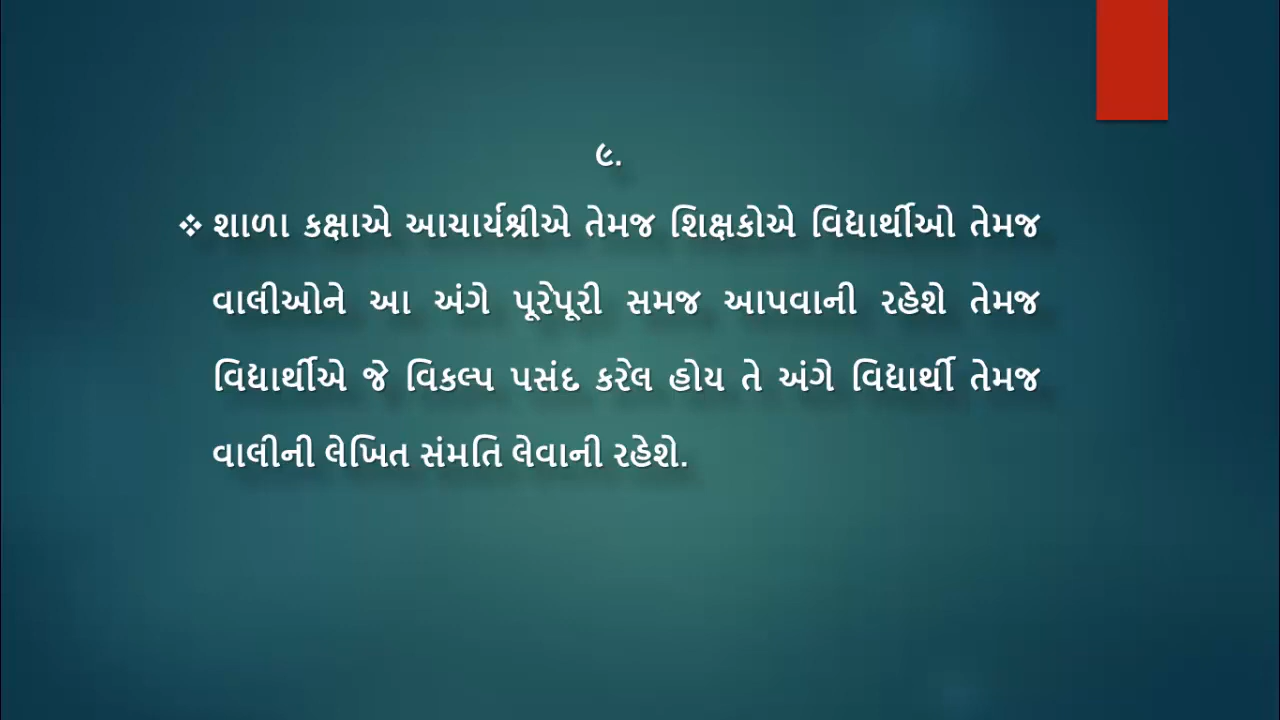 ૯.
❖ શાળા કક્ષાએ આચાર્યશ્રીએ તેમજ શિક્ષકોએ વિદ્યાર્થીઓ તેમજ
વાલીઓને આ અંગે પૂરેપૂરી સમજ આપવાની રહેશે તેમજ
વિદ્યાર્થીએ જે વિકલ્પ પસંદ કરેલ હોય તે અંગે વિદ્યાર્થી તેમજ
વાલીની લેખિત સંમતિ લેવાની રહેશે.